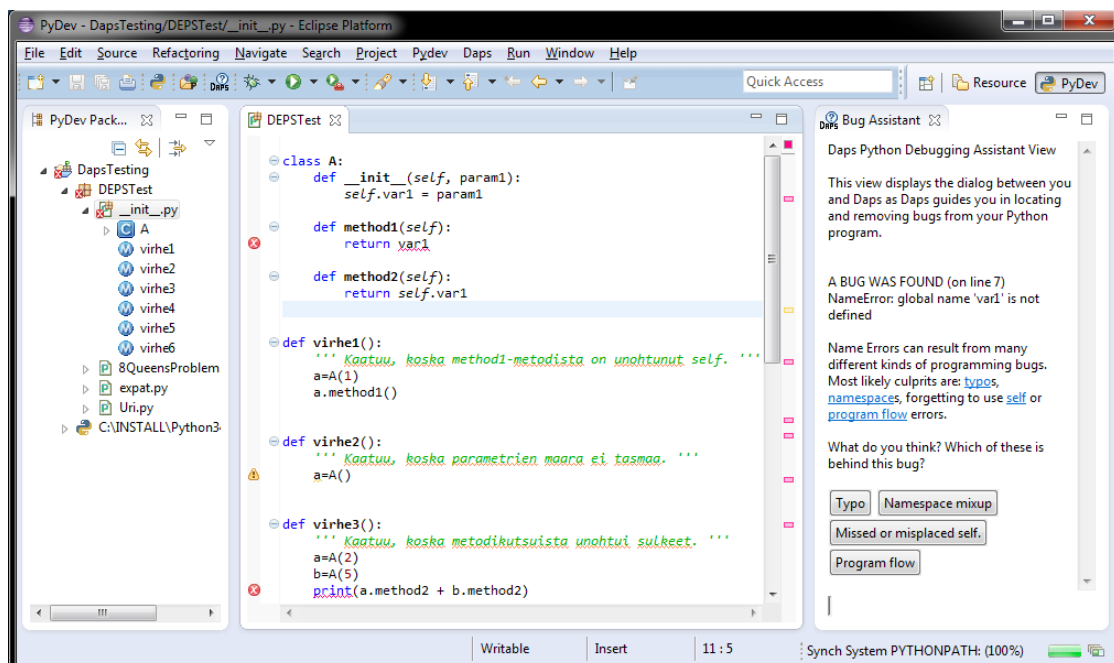 PyDev - DapsTesting/DEPSTest/__init__.py - Eclipse Platform
File Edit Source Refactoring Navigate Search Project Pydev Daps Run Window Help
DAPS
Quick Access
Resource
PyDev
PyDev Pack...
DapsTesting
DEPSTest
__init__.py
A
virhe1
virhe2
virhe3
virhe4
virhe5
virhe6
8QueensProblem
expat.py
Uri.py
C:\INSTALL\Python3
DEPSTest
class A:
def __init__(self, param1):
self.var1 = param1
def method1(self):
return var1
def method2(self):
return self.var1
def virhe1():
''' Kaatuu, koska method1-metodista on unohtunut self. '''
a=A(1)
a.method1()
def virhe2():
''' Kaatuu, koska parametrien maara ei tasmaa. '''
a=A()
def virhe3():
''' Kaatuu, koska metodikutsuista unohtui sulkeet. '''
a=A(2)
b=A(5)
print(a.method2 + b.method2)
DAPS
Bug Assistant
Daps Python Debugging Assistant View
This view displays the dialog between you
and Daps as Daps guides you in locating
and removing bugs from your Python
program.
A BUG WAS FOUND (on line 7)
NameError: global name 'var1' is not
defined
Name Errors can result from many
different kinds of programming bugs.
Most likely culprits are: typos,
namespaces, forgetting to use self or
program flow errors.
What do you think? Which of these is
behind this bug?
Typo
Namespace mixup
Missed or misplaced self.
Program flow
Writable
Insert
11 : 5
Synch System PYTHONPATH: (100%)